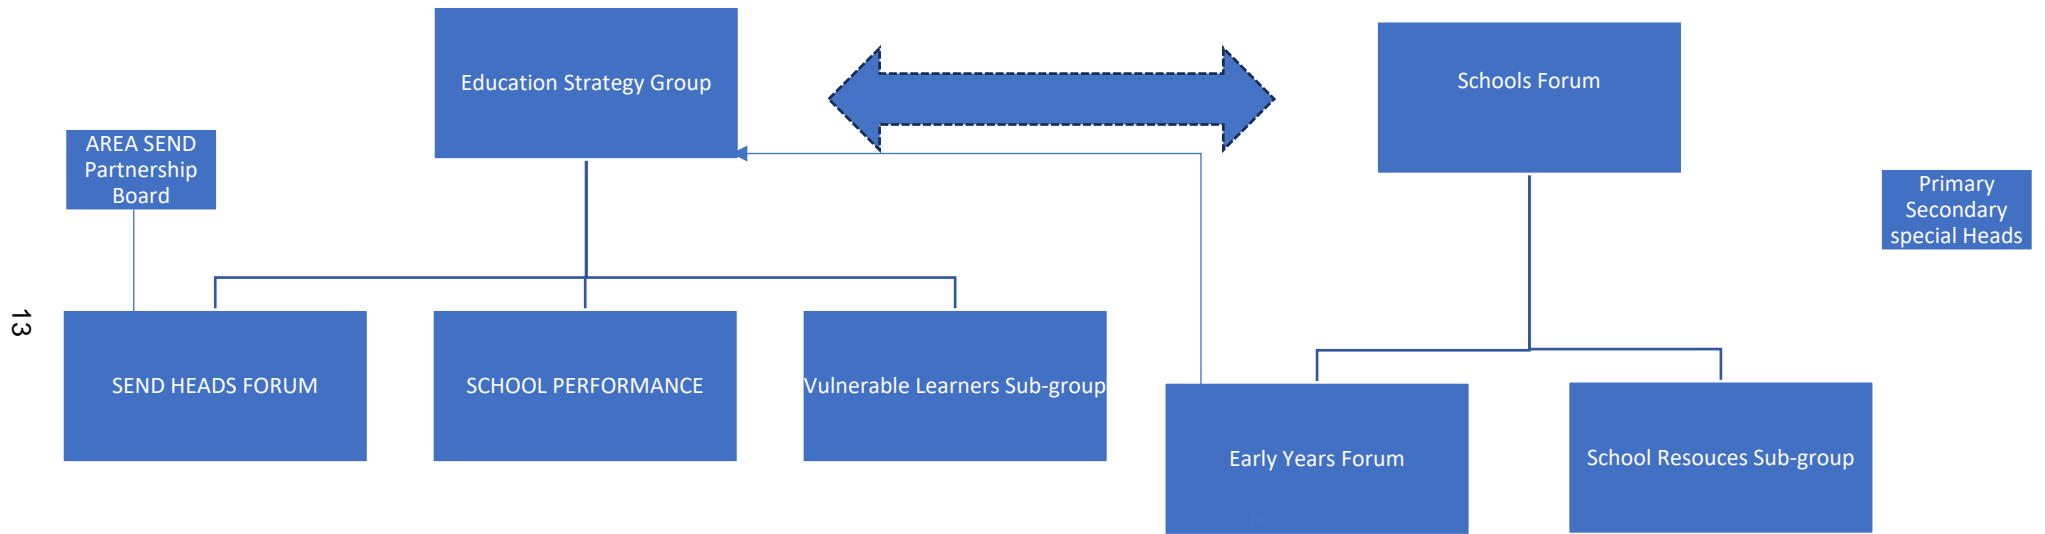 Education Strategy Group
Schools Forum
AREA SEND
Partnership
Board
Primary
Secondary
special Heads
SEND HEADS FORUM
SCHOOL PERFORMANCE
Vulnerable Learners Sub-group
Early Years Forum
School Resouces Sub-group
13